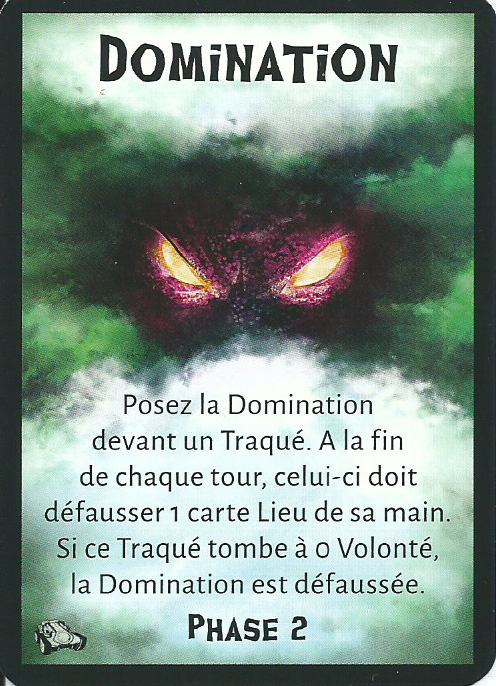 Domination
Posez la Domination
devant un Traqué. A la fin
de chaque tour, celui-ci doit
défausser 1 carte Lieu de sa main.
Si ce Traqué tombe à 0 Volonté,
la Domination est défaussée.
Phase 2